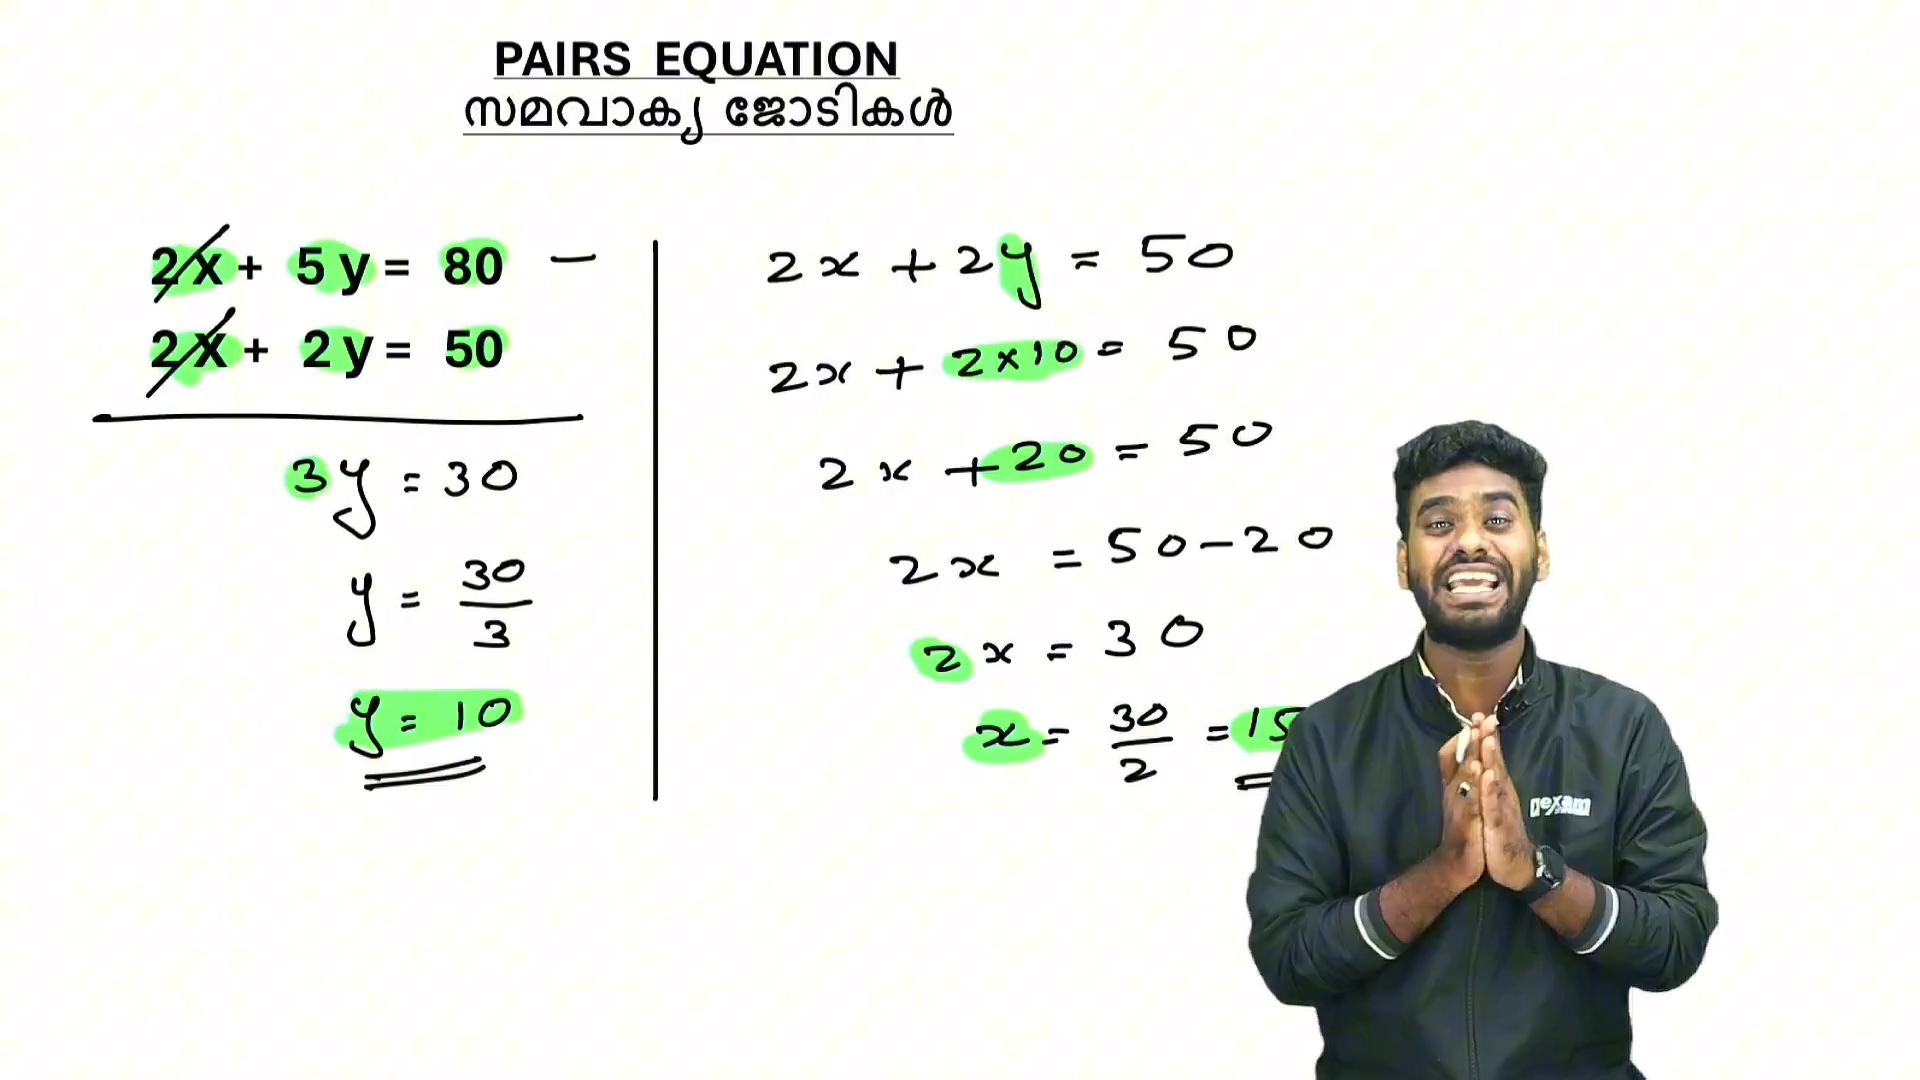 PAIRS EQUATION
സമവാക്യ ജോടികൾ
2x + 5y = 80 –
2x + 2y = 50
3y = 30
y = 30/3
y = 10
2x + 2y = 50
2x + 2×10 = 50
2x + 20 = 50
2x = 50-20
2x = 30
x = 30/2 = 15
exam